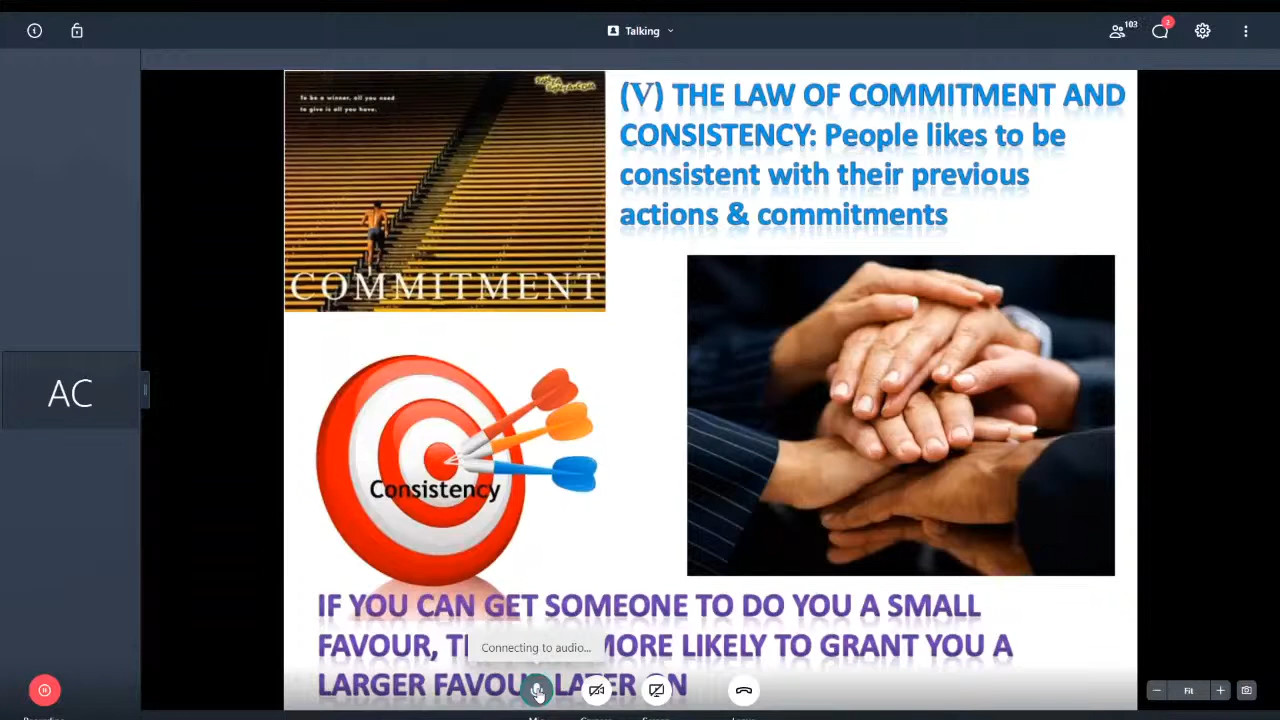 Talking
103
2
To be a winner, all you need
to give is all you have.
COMMITMENT
(V) THE LAW OF COMMITMENT AND
CONSISTENCY: People likes to be
consistent with their previous
actions & commitments
AC
Consistency
IF YOU CAN GET SOMEONE TO DO YOU A SMALL
FAVOUR, MORE LIKELY TO GRANT YOU A
Connecting to audio...
LARGER FAVOUR LATER ON
Fit